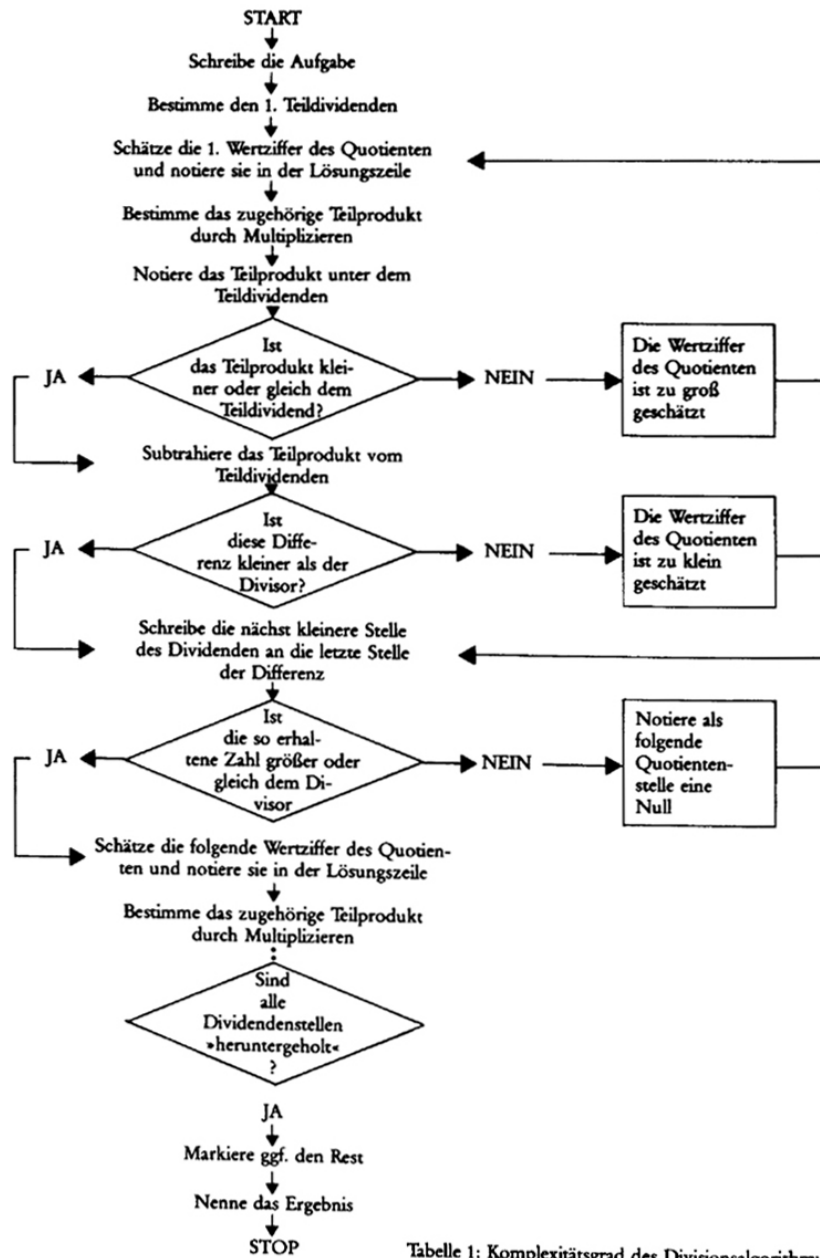 START
Schreibe die Aufgabe
Bestimme den 1. Teildividenden
Schätze die 1. Wertziffer des Quotienten
und notiere sie in der Lösungszeile
Bestimme das zugehörige Teilprodukt
durch Multiplizieren
Notiere das Teilprodukt unter dem
Teildividenden
Ist
das Teilprodukt klei-
ner oder gleich dem
Teildividend?
JA
NEIN
Die Wertziffer
des Quotienten
ist zu groß
geschätzt
Subtrahiere das Teilprodukt vom
Teildividenden
Ist
diese Diffe-
renz kleiner als der
Divisor?
JA
NEIN
Die Wertziffer
des Quotienten
ist zu klein
geschätzt
Schreibe die nächst kleinere Stelle
des Dividenden an die letzte Stelle
der Differenz
Ist
die so erhal-
tene Zahl größer oder
gleich dem Di-
visor
JA
NEIN
Notiere als
folgende
Quotienten-
stelle eine
Null
Schätze die folgende Wertziffer des Quotien-
ten und notiere sie in der Lösungszeile
Bestimme das zugehörige Teilprodukt
durch Multiplizieren
Sind
alle
Dividendenstellen
»heruntergeholt«
?
JA
Markiere ggf. den Rest
Nenne das Ergebnis
STOP
Tabelle 1: Komplexitätsgrad des